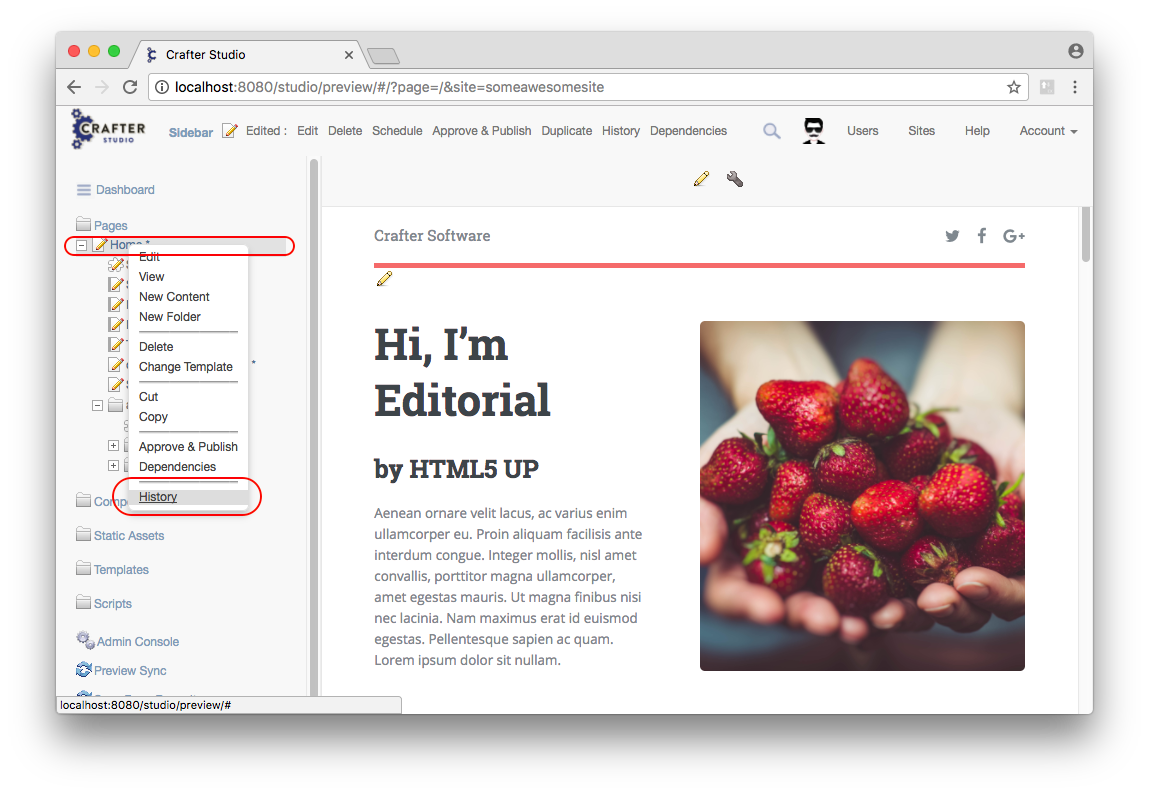 Crafter Studio
localhost:8080/studio/preview/#/?page=/&site=someawesomesite
CRAFTER
STUDIO
Sidebar
Edited :
Edit
Delete
Schedule
Approve & Publish
Duplicate
History
Dependencies
Users
Sites
Help
Account
Dashboard
Pages
Home *
Edit
View
New Content
New Folder
Delete
Change Template
*
Cut
Copy
Approve & Publish
Dependencies
History
Static Assets
Templates
Scripts
Admin Console
Preview Sync
localhost:8080/studio/preview/#
Crafter Software
G+
Hi, I'm
Editorial
by HTML5 UP
Aenean ornare velit lacus, ac varius enim
ullamcorper eu. Proin aliquam facilisis ante
interdum congue. Integer mollis, nisl amet
convallis, porttitor magna ullamcorper,
amet egestas mauris. Ut magna finibus nisi
nec lacinia. Nam maximus erat id euismod
egestas. Pellentesque sapien ac quam.
Lorem ipsum dolor sit nullam.